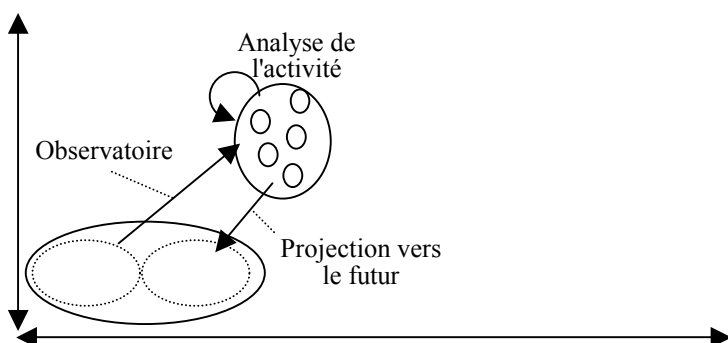 Analyse de
l'activité
Observatoire
Projection vers
le futur